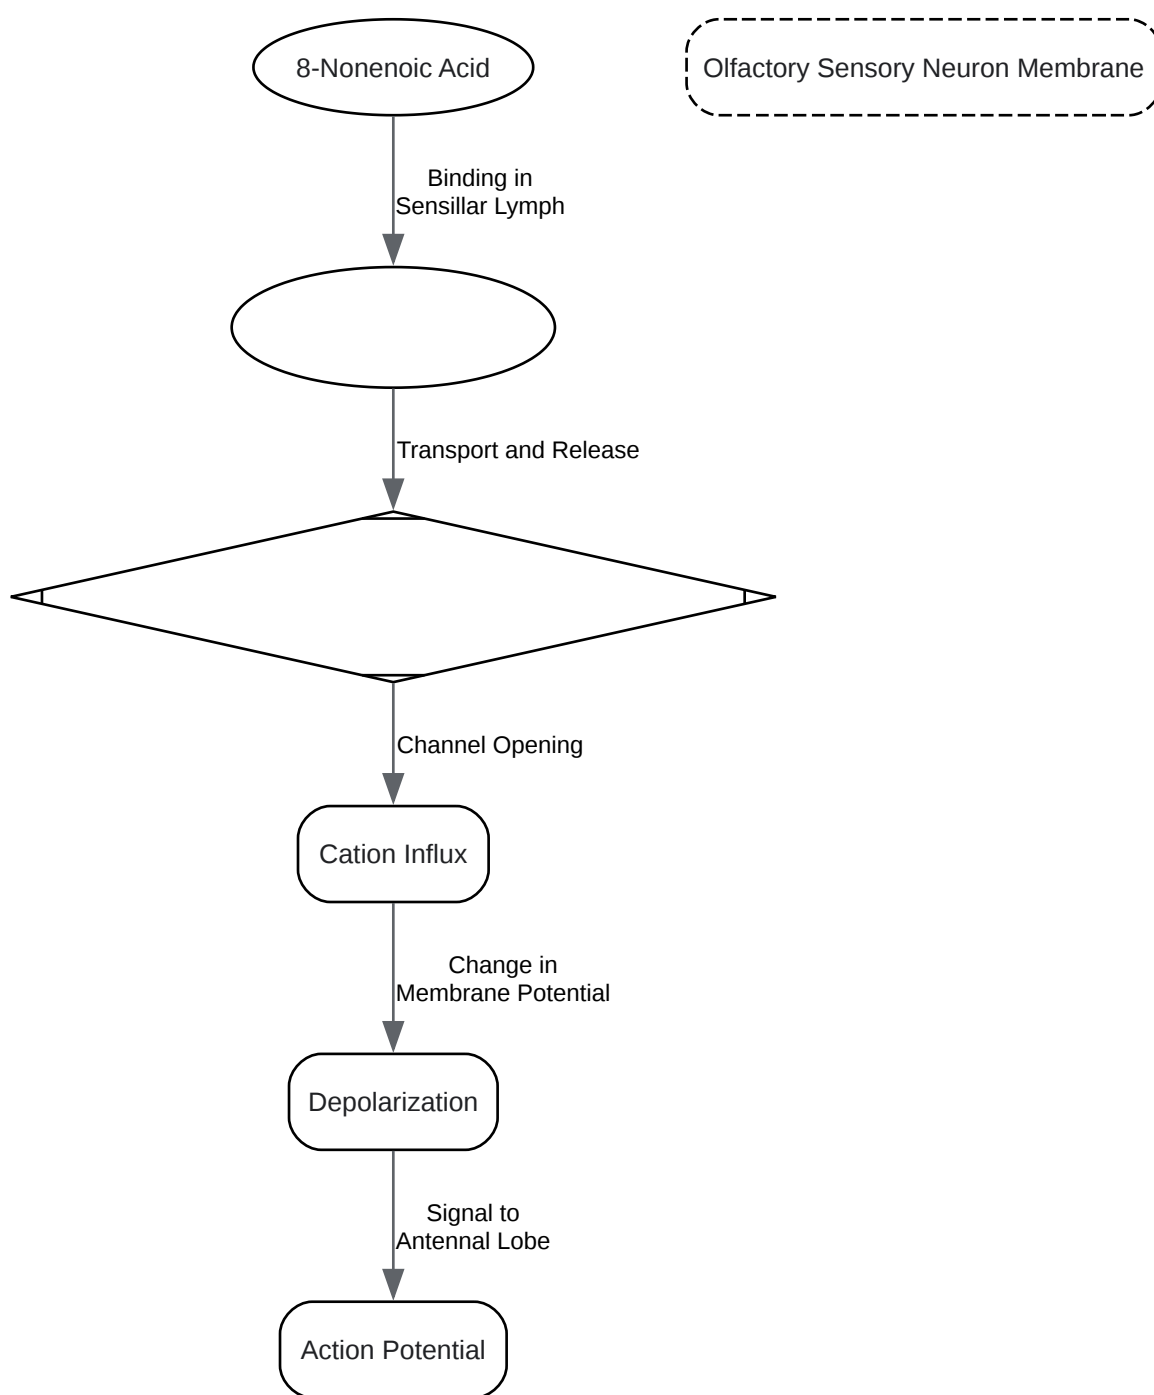 8-Nonenoic Acid
Olfactory Sensory Neuron Membrane
Binding in
Sensillar Lymph
Transport and Release
Channel Opening
Cation Influx
Change in
Membrane Potential
Depolarization
Signal to
Antennal Lobe
Action Potential